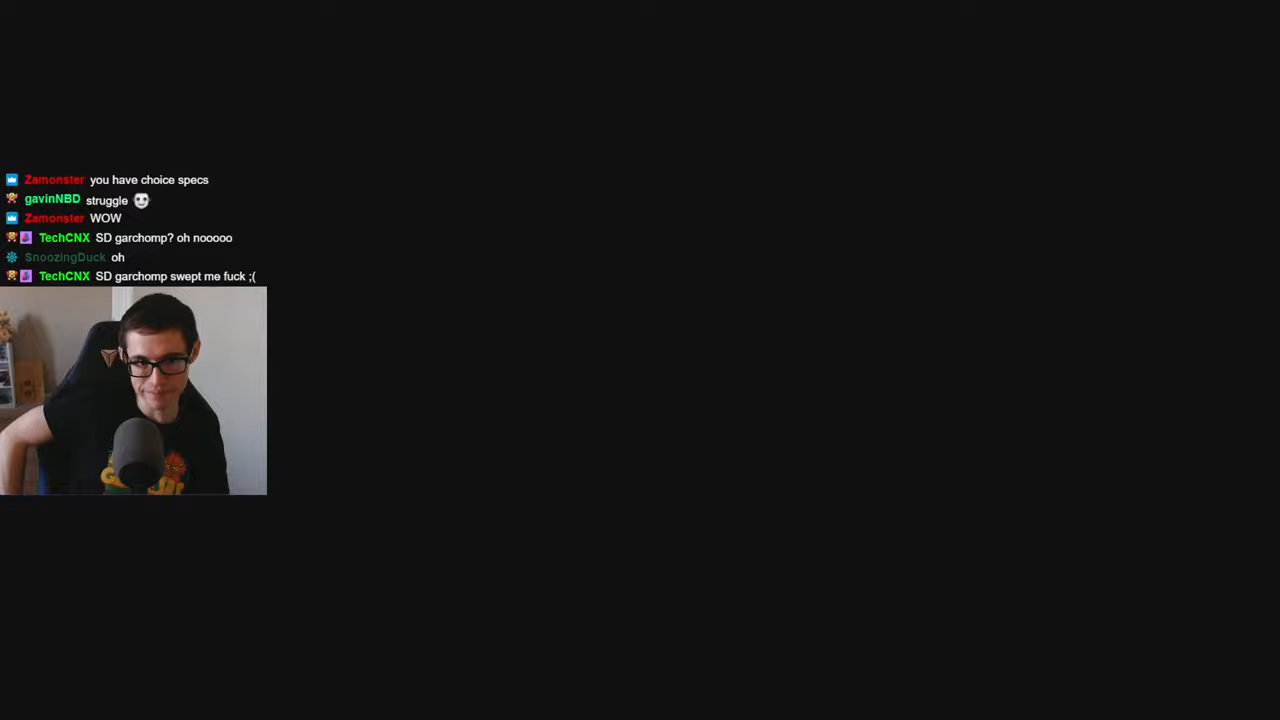 Zamonster you have choice specs
gavinNBD struggle
Zamonster WOW
TechCNX SD garchomp? oh nooooo
SnoozingDuck oh
TechCNX SD garchomp swept me fuck ;(